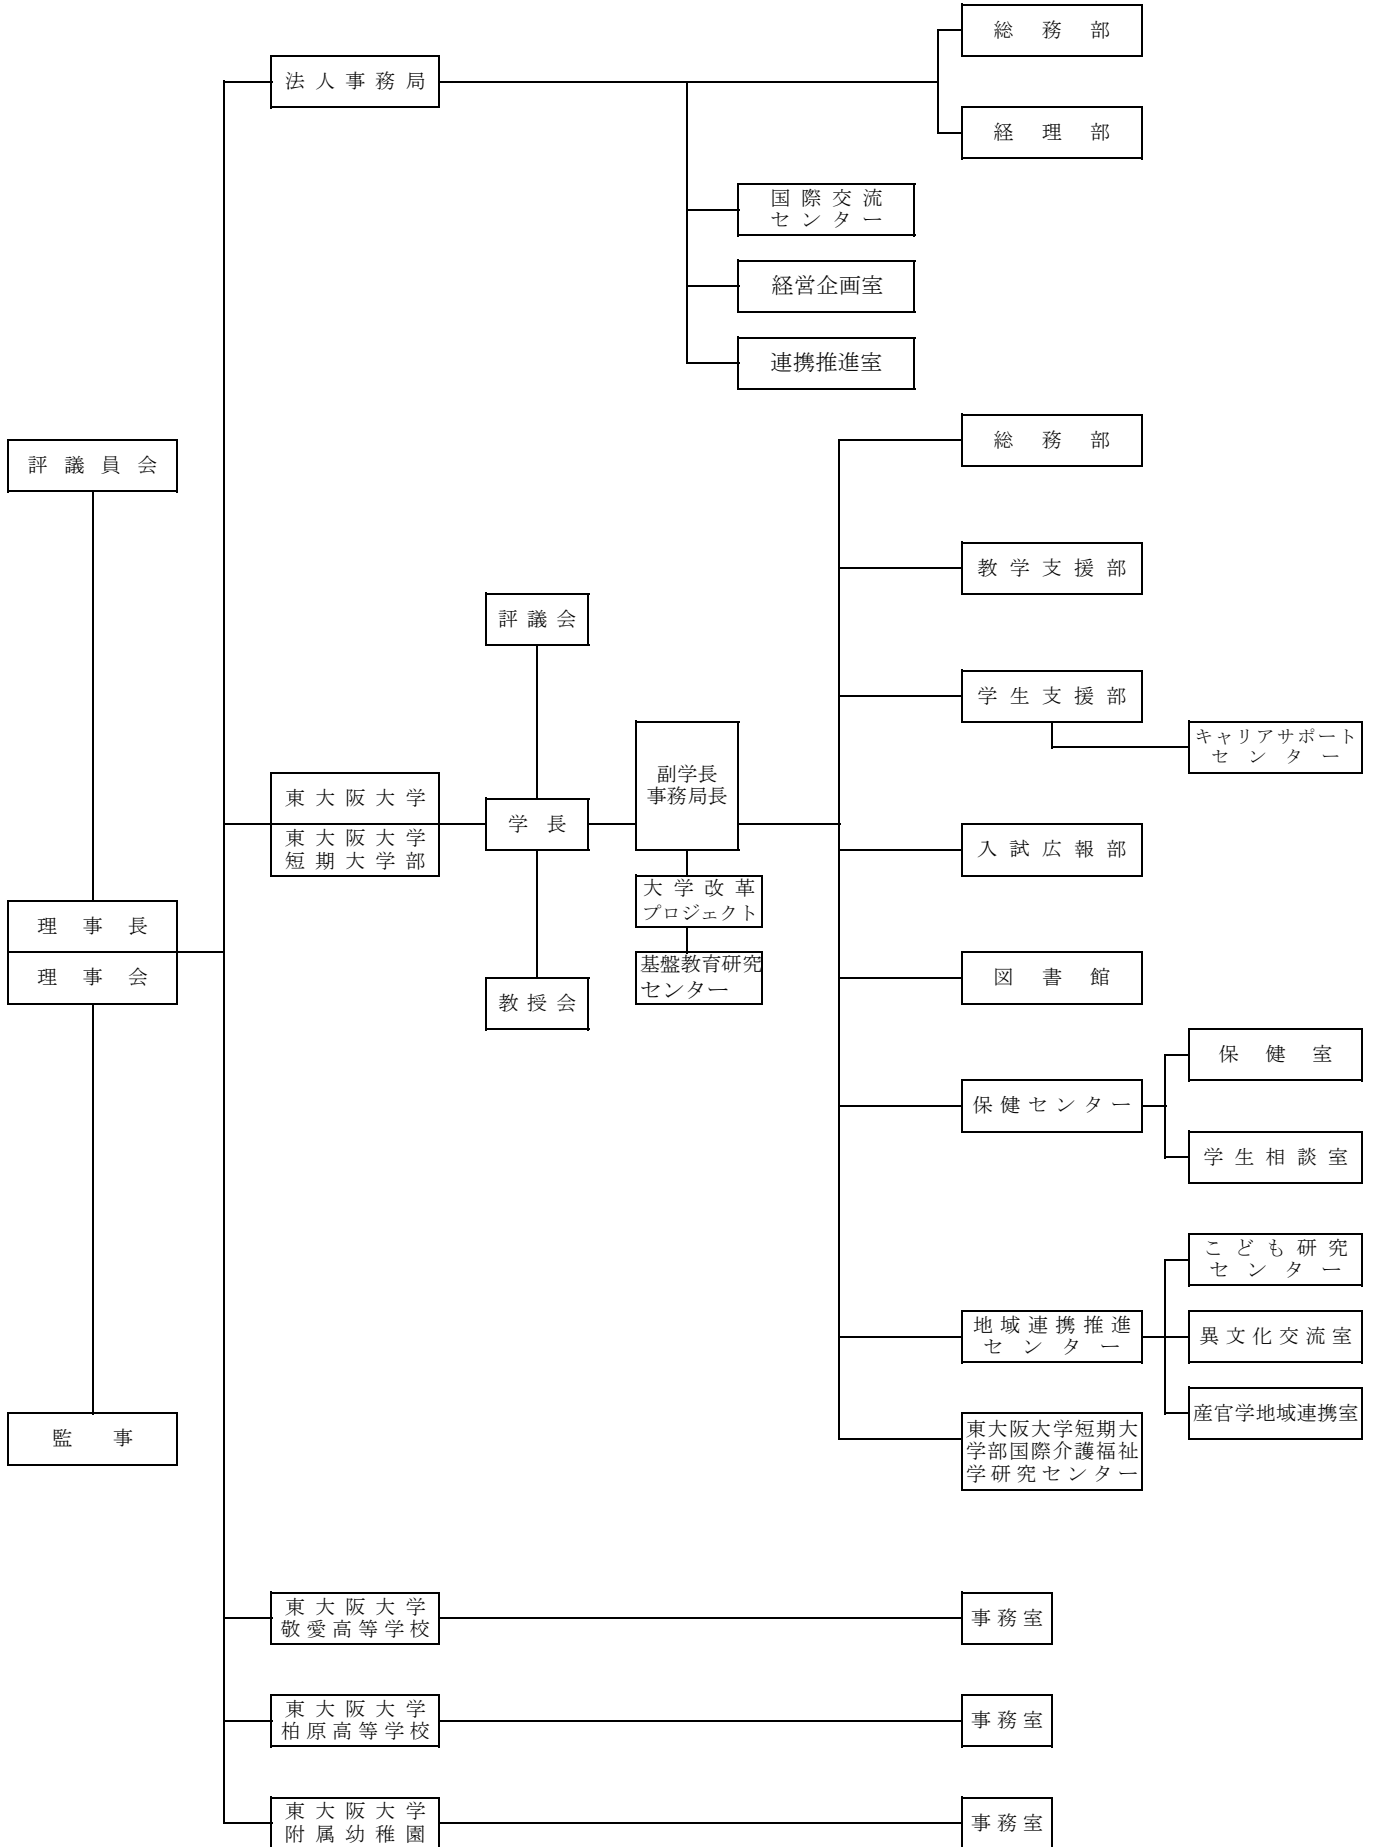 総務部
法人事務局
経理部
国際交流
センター
経営企画室
連携推進室
総務部
評議員会
教学支援部
評議会
学生支援部
キャリアサポート
センター
副学長
事務局長
東大阪大学
東大阪大学
短期大学部
学長
入試広報部
大学改革
プロジェクト
理事長
理事会
基盤教育研究
センター
図書館
教授会
保健室
保健センター
学生相談室
こども研究
センター
地域連携推進
センター
異文化交流室
産官学地域連携室
監事
東大阪大学短期大
学部国際介護福祉
学研究センター
東大阪大学
敬愛高等学校
事務室
東大阪大学
柏原高等学校
事務室
東大阪大学
附属幼稚園
事務室